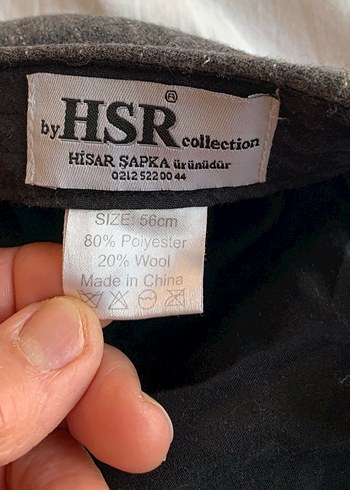 by HSR® collection
HİSAR ŞAPKA üründür
0212 522 00 44
SIZE: 56cm
80% Polyester
20% Wool
Made in China